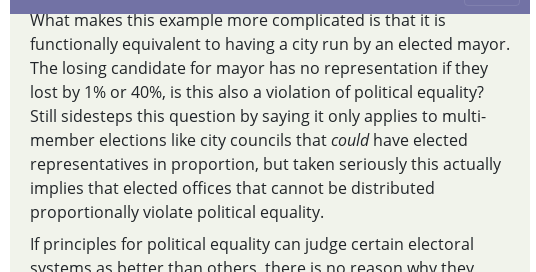 What makes this example more complicated is that it is
functionally equivalent to having a city run by an elected mayor.
The losing candidate for mayor has no representation if they
lost by 1% or 40%, is this also a violation of political equality?
Still sidesteps this question by saying it only applies to multi-
member elections like city councils that could have elected
representatives in proportion, but taken seriously this actually
implies that elected offices that cannot be distributed
proportionally violate political equality.
If principles for political equality can judge certain electoral
systems as better than others, there is no reason why they